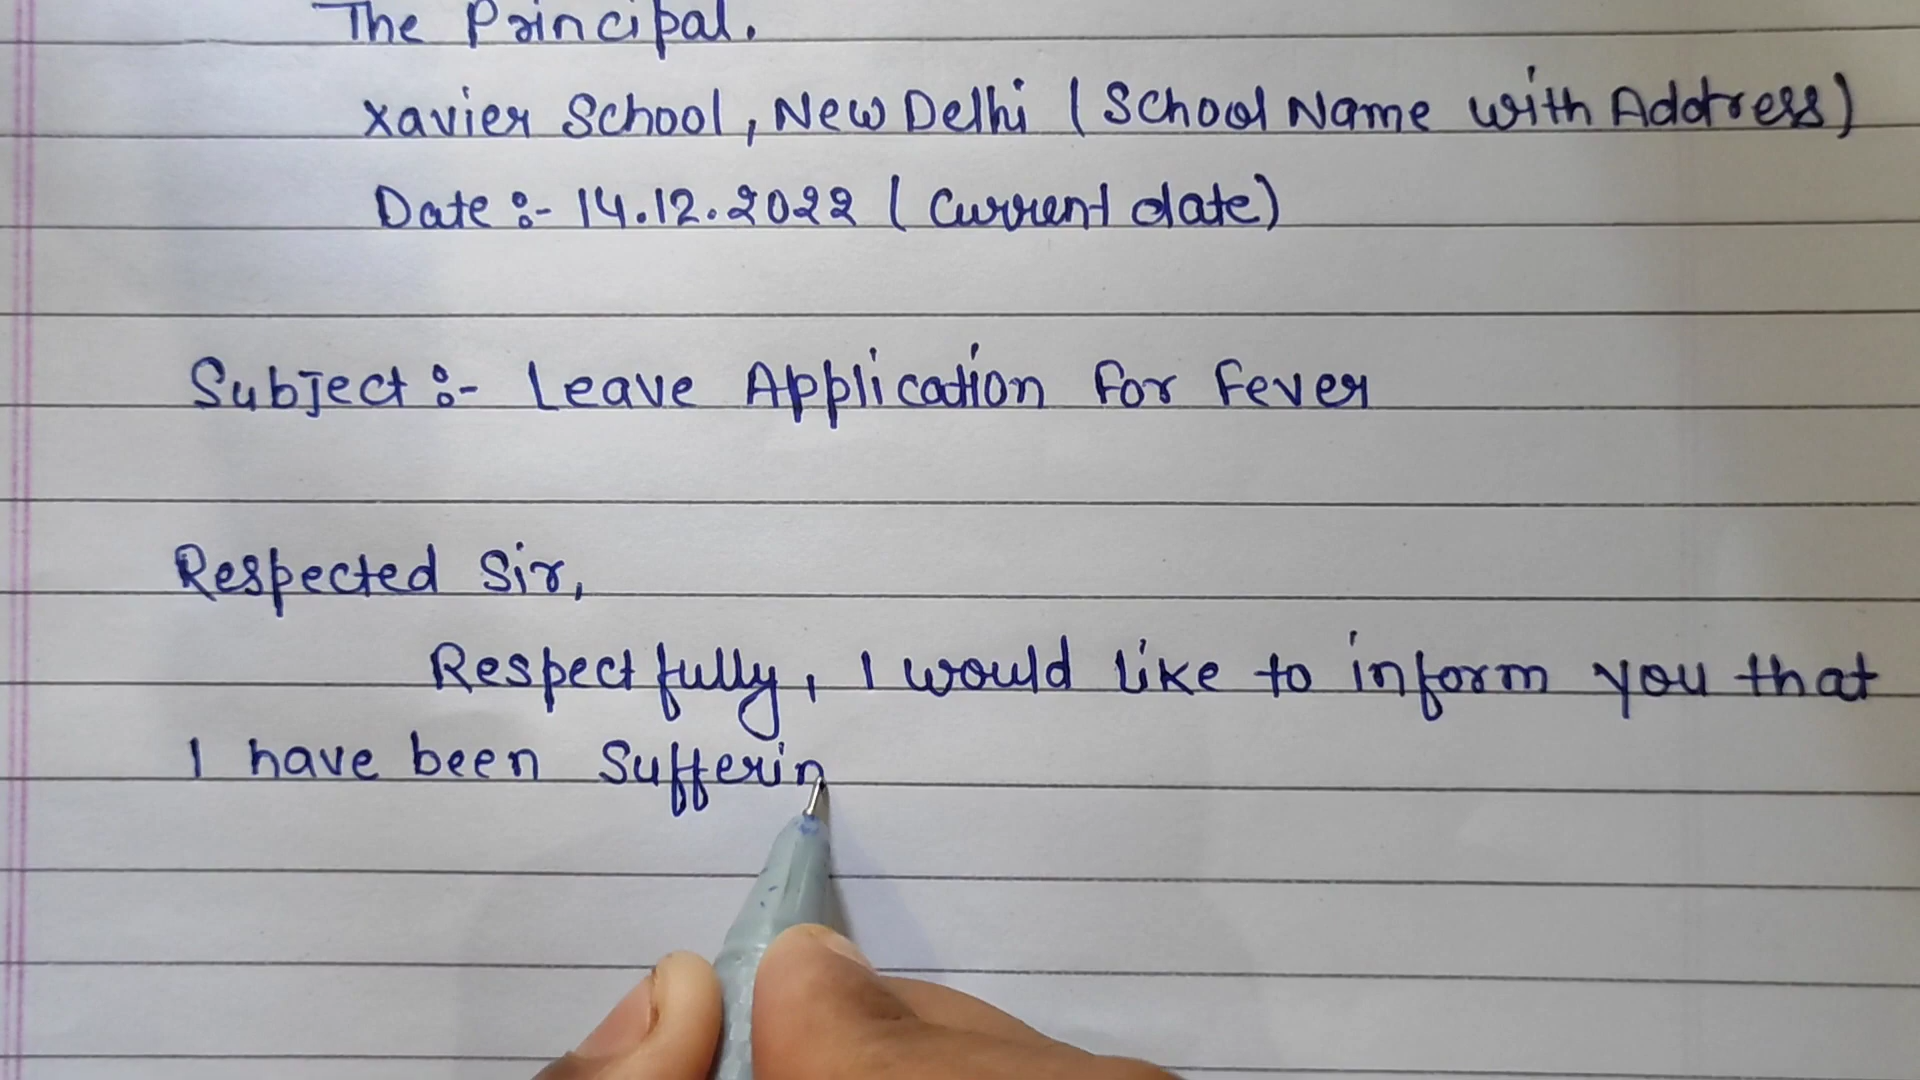 The Principal.
Xavier School, New Delhi (School Name with Address)
Date :- 14.12.2022 (Current date)
Subject :- Leave Application For Fever
Respected Sir,
Respectfully, I would like to inform you that
I have been Sufferin